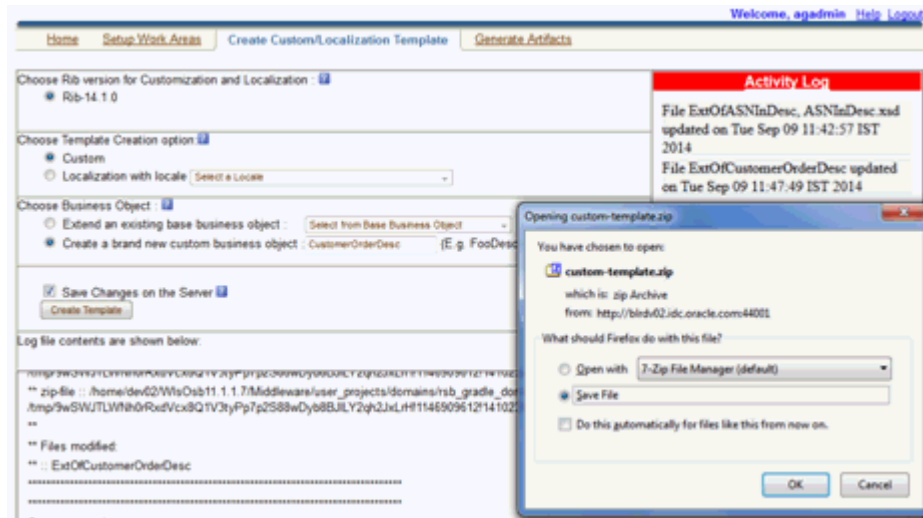 Welcome, agadmin Help Logout
Home Setup Work Areas Create Custom/Localization Template Generate Artifacts
Choose Rib version for Customization and Localization :
Rib-14.1.0
Choose Template Creation option:
Custom
Localization with locale Select a Locale
Choose Business Object :
Extend an existing base business object : Select from Base Business Object
Create a brand new custom business object : CustomerOrderDesc (E.g. FooDesc
Save Changes on the Server
Create Template
Log file contents are shown below:
** zip-file :: /home/dev02/WlsOsb11.1.1.7/Middleware/user_projects/domains/rsb_gradle_dom
**
** Files modified:
** :: ExtOfCustomerOrderDesc
Activity Log
File ExtOfASNInDesc, ASNInDesc.xsd
updated on Tue Sep 09 11:42:57 IST
2014
File ExtOfCustomerOrderDesc updated
on Tue Sep 09 11:47:49 IST 2014
Opening custom-template.zip
You have chosen to open:
custom-template.zip
which is: zip Archive
from: http://blrdv02.idc.oracle.com:44001
What should Firefox do with this file?
Open with 7-Zip File Manager (default)
Save File
Do this automatically for files like this from now on.
OK Cancel